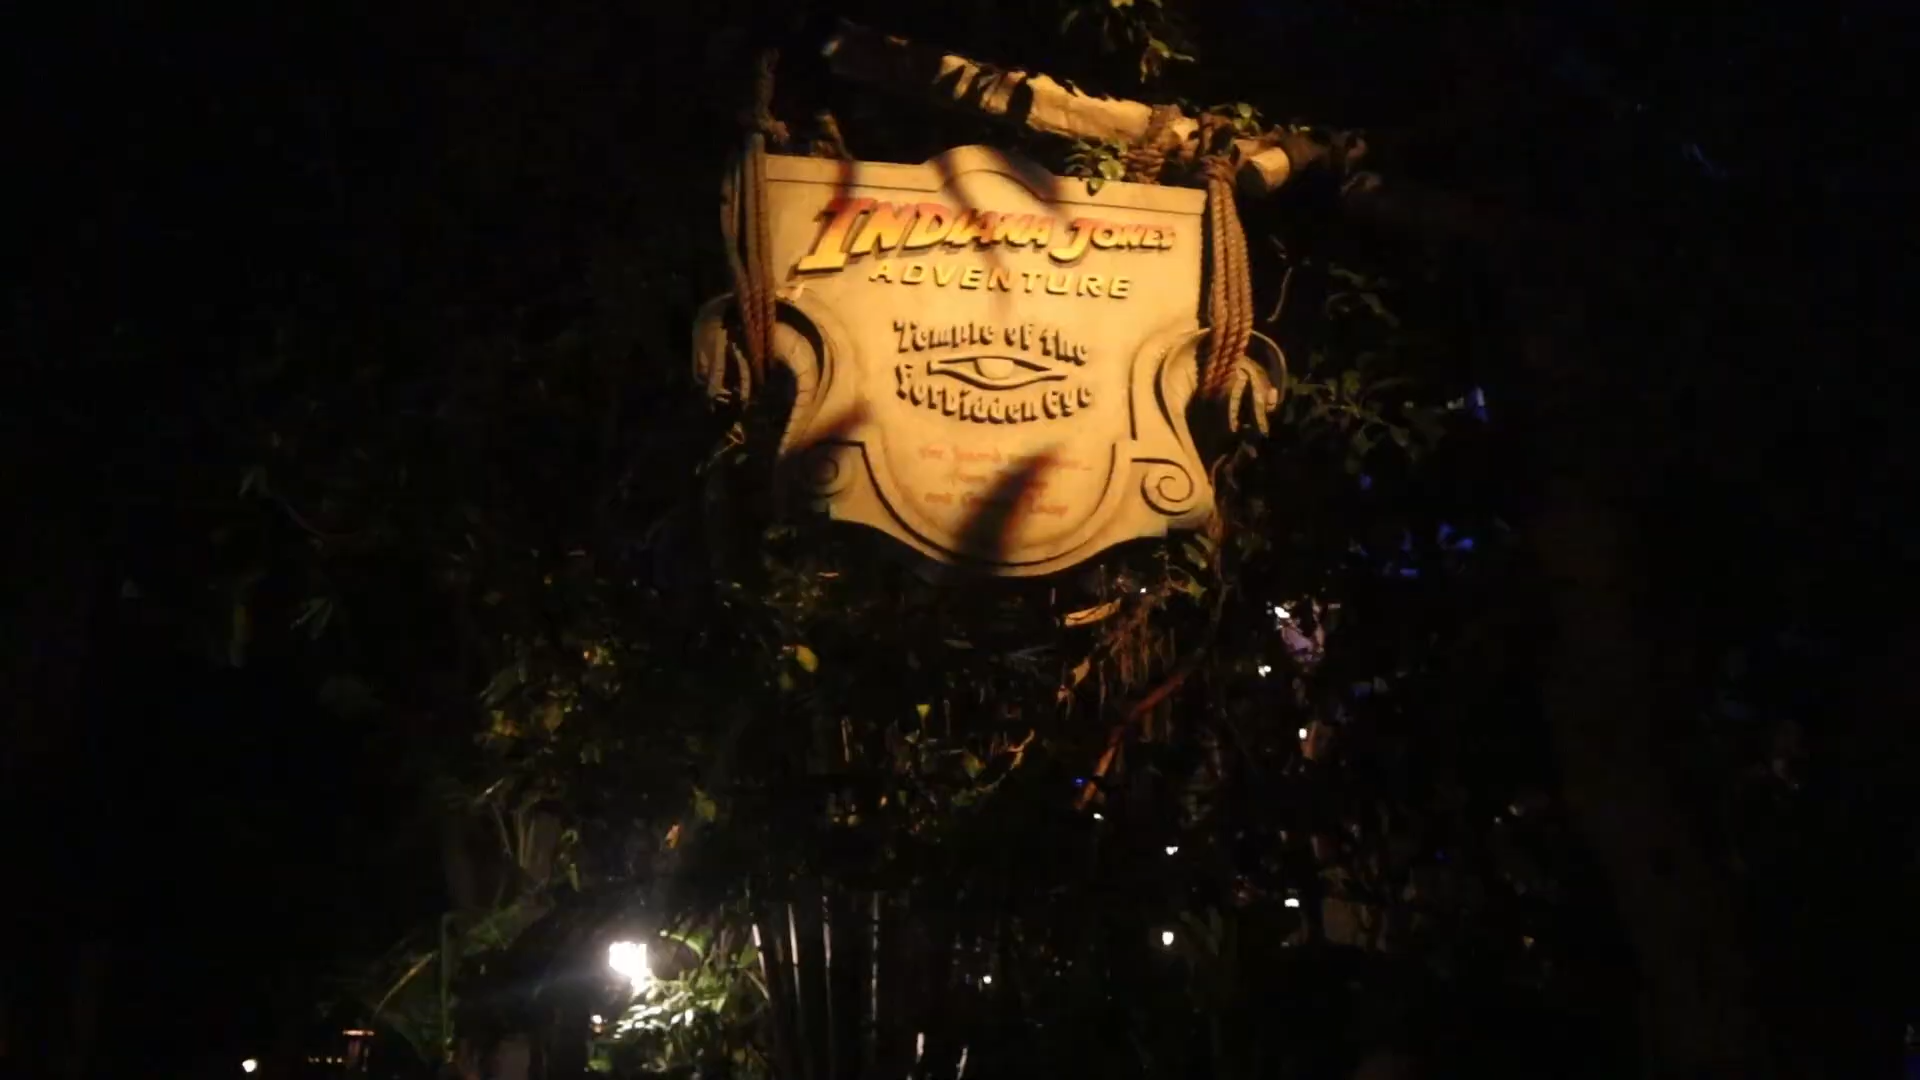 INDIANA JONES
ADVENTURE
Temple of the
Forbidden Eye